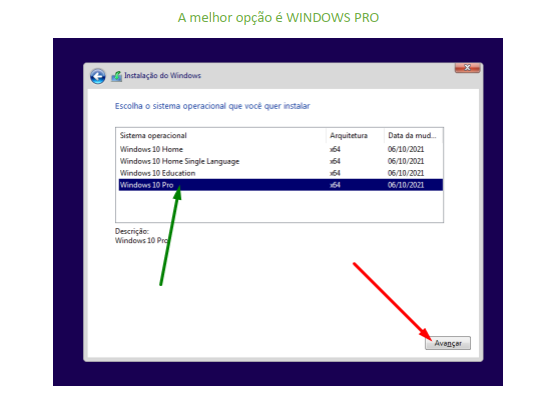 A melhor opção é WINDOWS PRO
Instalação do Windows
Escolha o sistema operacional que você quer instalar
Sistema operacional Arquitetura Data da mud...
Windows 10 Home x64 06/10/2021
Windows 10 Home Single Language x64 06/10/2021
Windows 10 Education x64 06/10/2021
Windows 10 Pro x64 06/10/2021
Descrição:
Windows 10 Pro
Avançar